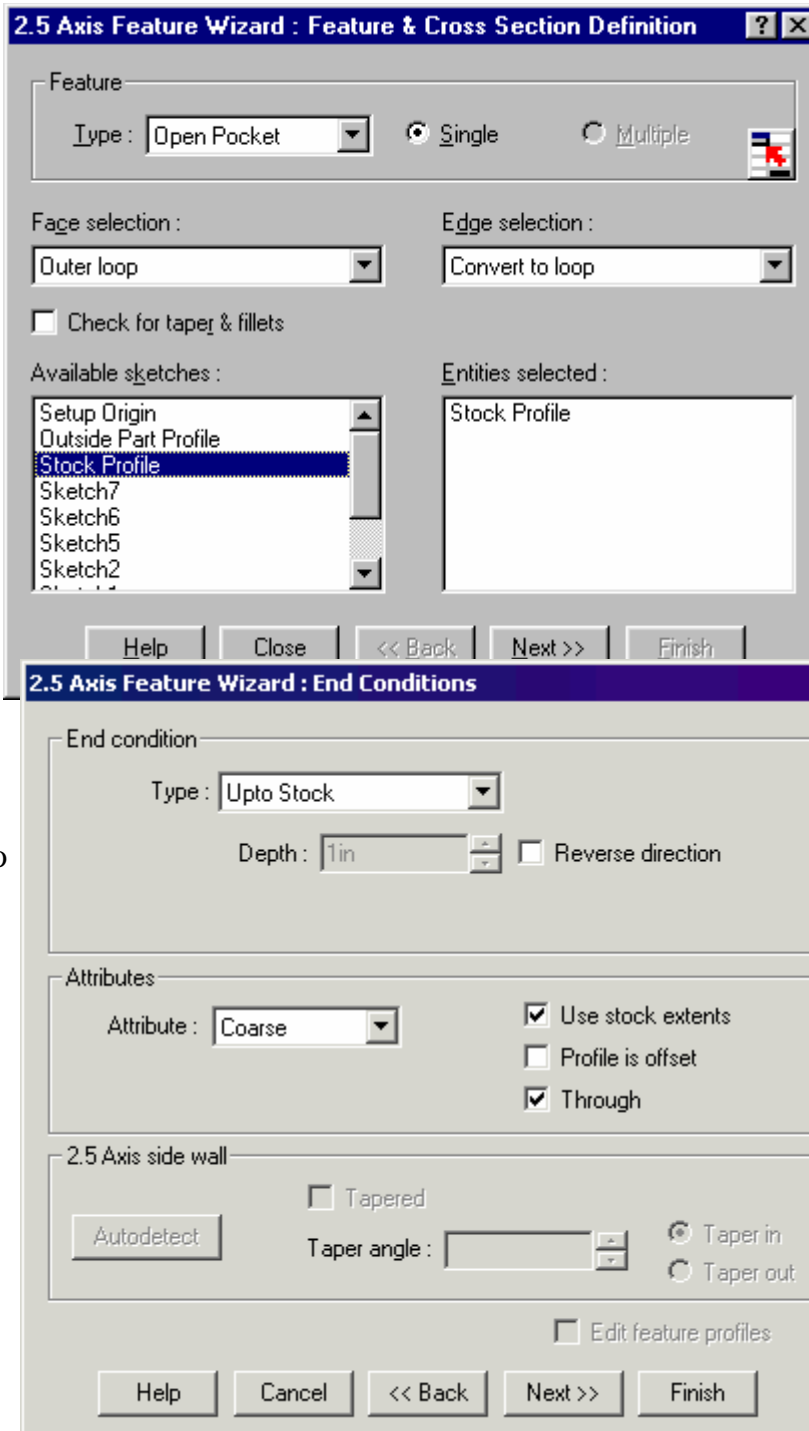 2.5 Axis Feature Wizard : Feature & Cross Section Definition
Feature
Type : Open Pocket Single Multiple
Face selection : Edge selection :
Outer loop Convert to loop
Check for taper & fillets
Available sketches : Entities selected :
Setup Origin Stock Profile
Outside Part Profile
Stock Profile
Sketch7
Sketch6
Sketch5
Sketch2
Help Close << Back Next >> Finish
2.5 Axis Feature Wizard : End Conditions
End condition
Type : Upto Stock
Depth : 1in Reverse direction
Attributes
Attribute : Coarse Use stock extents
Profile is offset
Through
2.5 Axis side wall
Tapered
Autodetect Taper angle : Taper in
Taper out
Edit feature profiles
Help Cancel << Back Next >> Finish